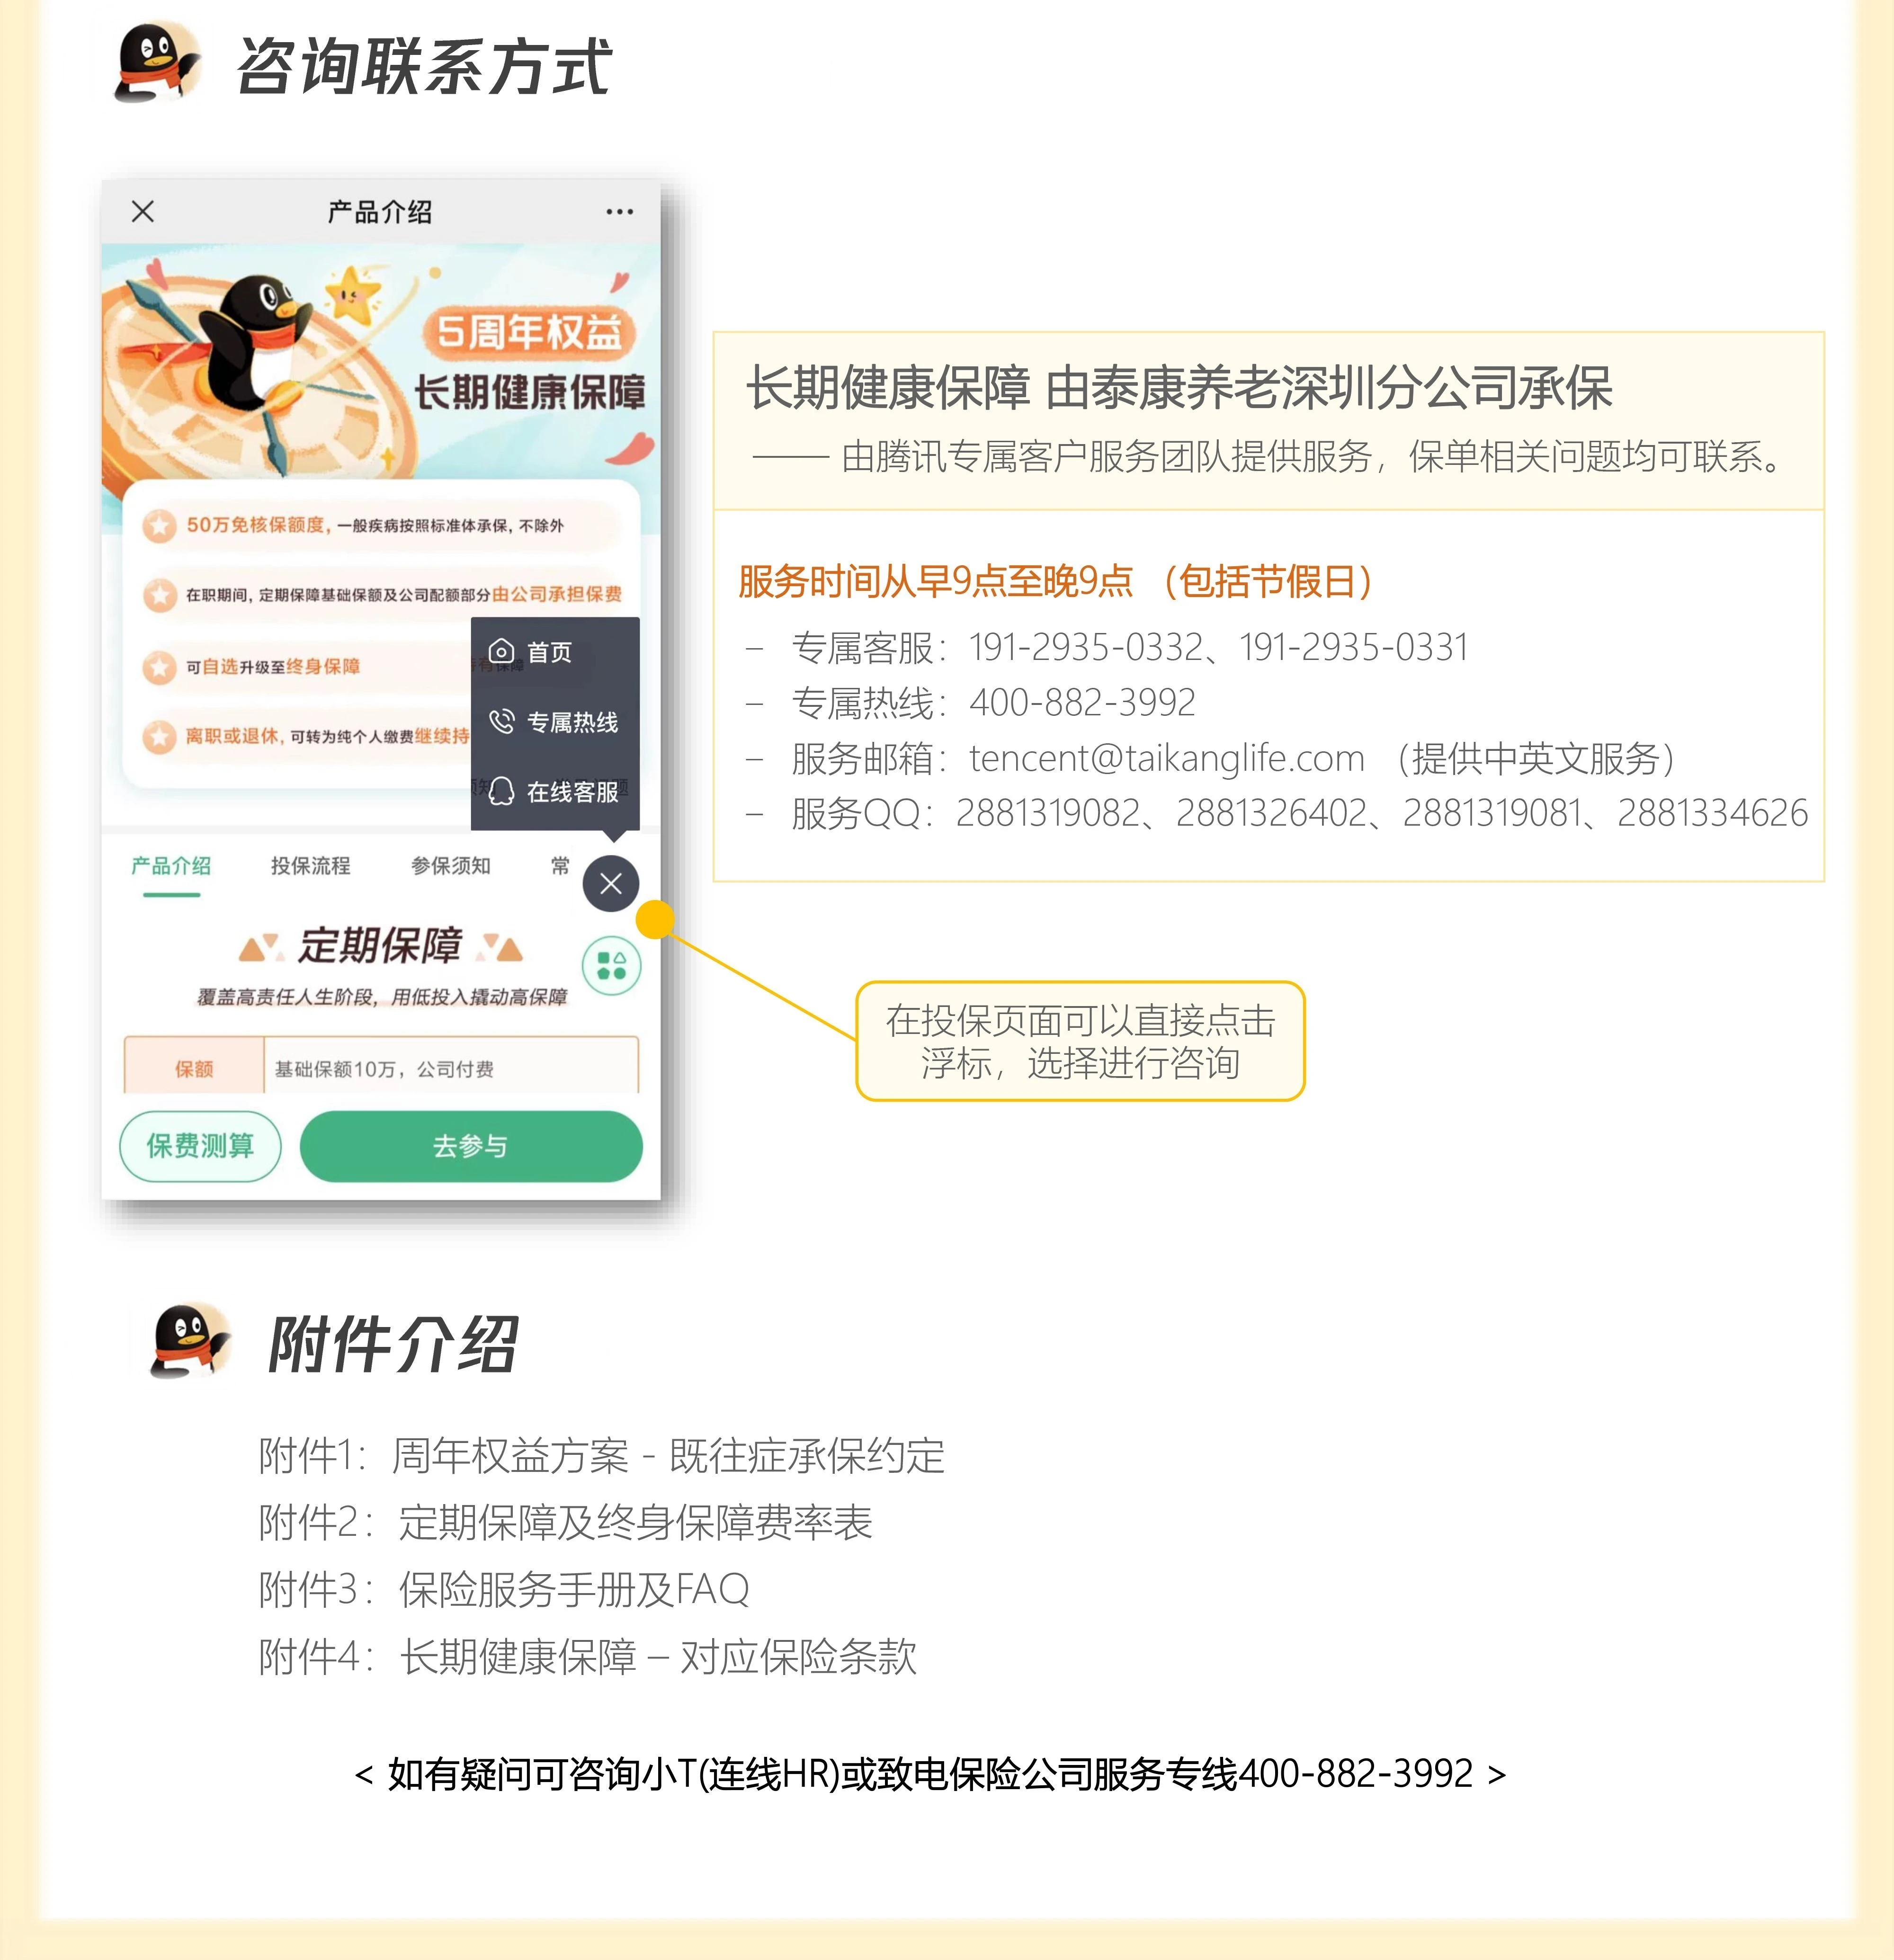 咨询联系方式
产品介绍
5周年权益
长期健康保障
50万免核保额度，一般疾病按照标准体承保，不除外
在职期间，定期保障基础保额及公司配额部分由公司承担保费
可自选升级至终身保障
离职或退休，可转为纯个人缴费继续持
首页
专属热线
在线客服
产品介绍 投保流程 参保须知 常
定期保障
覆盖高责任人生阶段，用低投入撬动高保障
保额 基础保额10万，公司付费
保费测算 去参与
长期健康保障 由泰康养老深圳分公司承保
—— 由腾讯专属客户服务团队提供服务，保单相关问题均可联系。
服务时间从早9点至晚9点 （包括节假日）
– 专属客服：191-2935-0332、191-2935-0331
– 专属热线：400-882-3992
– 服务邮箱：tencent@taikanglife.com （提供中英文服务）
– 服务QQ：2881319082、2881326402、2881319081、2881334626
在投保页面可以直接点击
浮标，选择进行咨询
附件介绍
附件1：周年权益方案 - 既往症承保约定
附件2：定期保障及终身保障费率表
附件3：保险服务手册及FAQ
附件4：长期健康保障 – 对应保险条款
< 如有疑问可咨询小T(连线HR)或致电保险公司服务专线400-882-3992 >